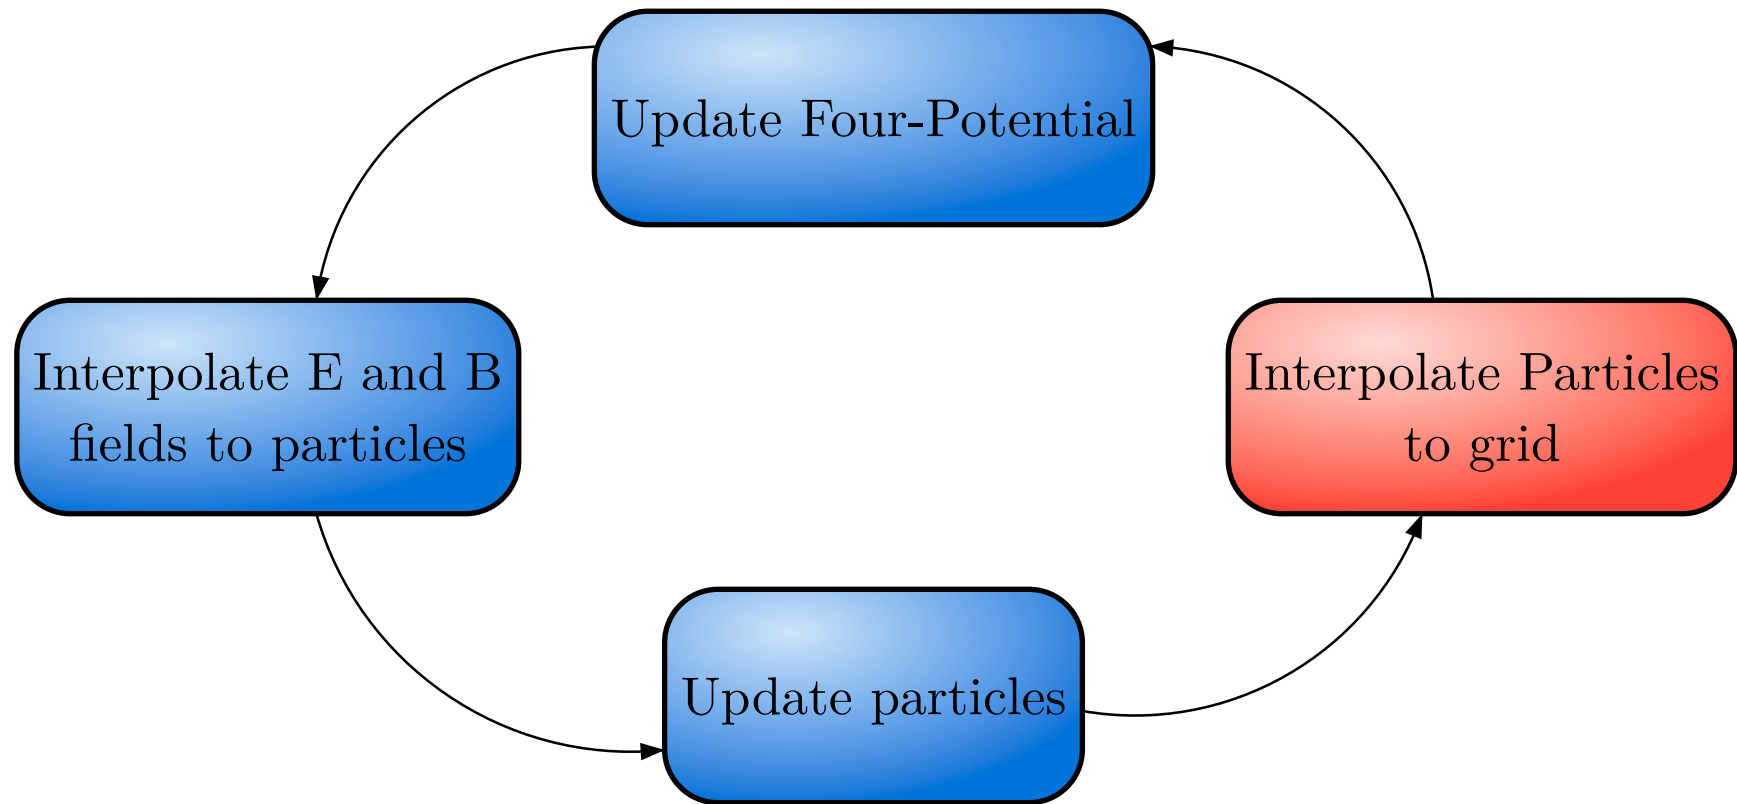 Update Four-Potential
Interpolate E and B
fields to particles
Interpolate Particles
to grid
Update particles